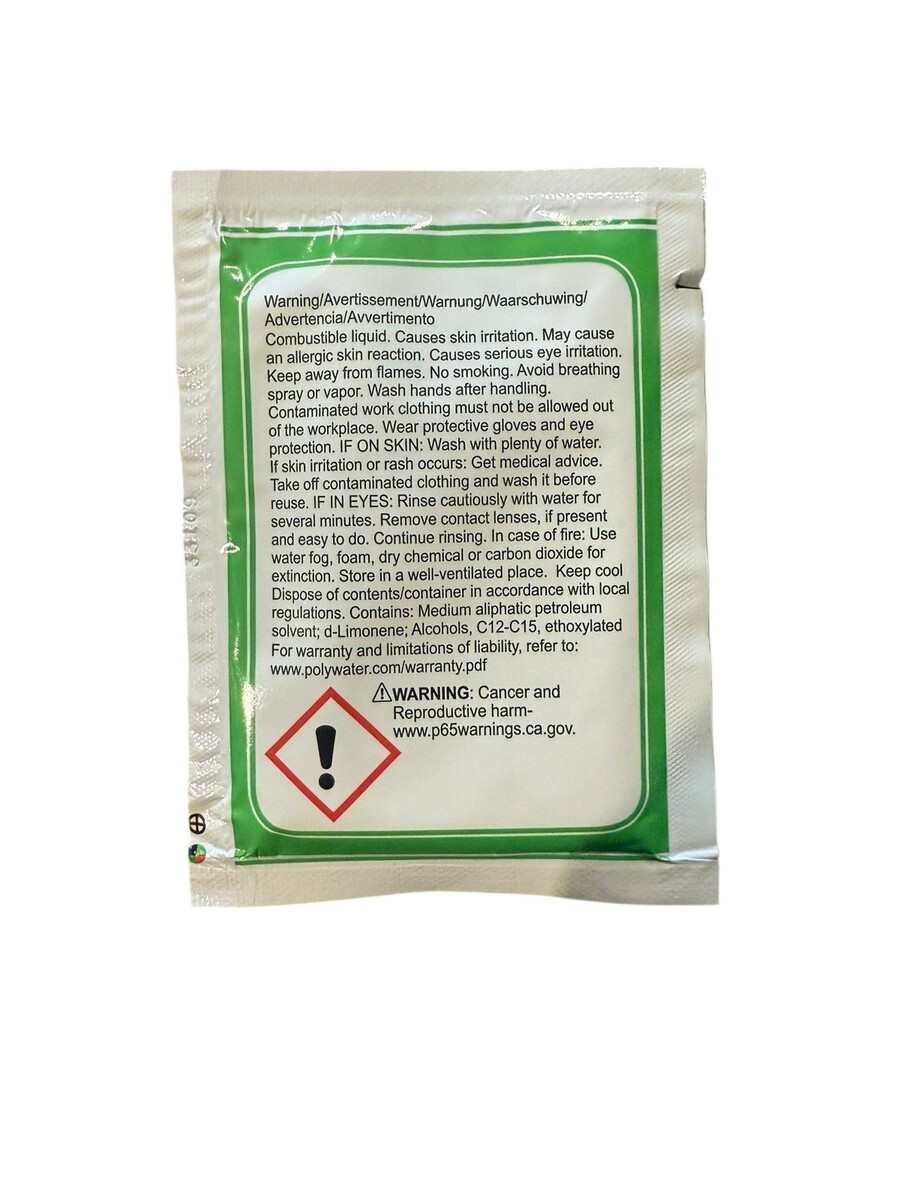 Warning/Avertissement/Warnung/Waarschuwing/
Advertencia/Avvertimento
Combustible liquid. Causes skin irritation. May cause
an allergic skin reaction. Causes serious eye irritation.
Keep away from flames. No smoking. Avoid breathing
spray or vapor. Wash hands after handling.
Contaminated work clothing must not be allowed out
of the workplace. Wear protective gloves and eye
protection. IF ON SKIN: Wash with plenty of water.
If skin irritation or rash occurs: Get medical advice.
Take off contaminated clothing and wash it before
reuse. IF IN EYES: Rinse cautiously with water for
several minutes. Remove contact lenses, if present
and easy to do. Continue rinsing. In case of fire: Use
water fog, foam, dry chemical or carbon dioxide for
extinction. Store in a well-ventilated place. Keep cool
Dispose of contents/container in accordance with local
regulations. Contains: Medium aliphatic petroleum
solvent; d-Limonene; Alcohols, C12-C15, ethoxylated
For warranty and limitations of liability, refer to:
www.polywater.com/warranty.pdf
⚠WARNING: Cancer and
Reproductive harm-
www.p65warnings.ca.gov.